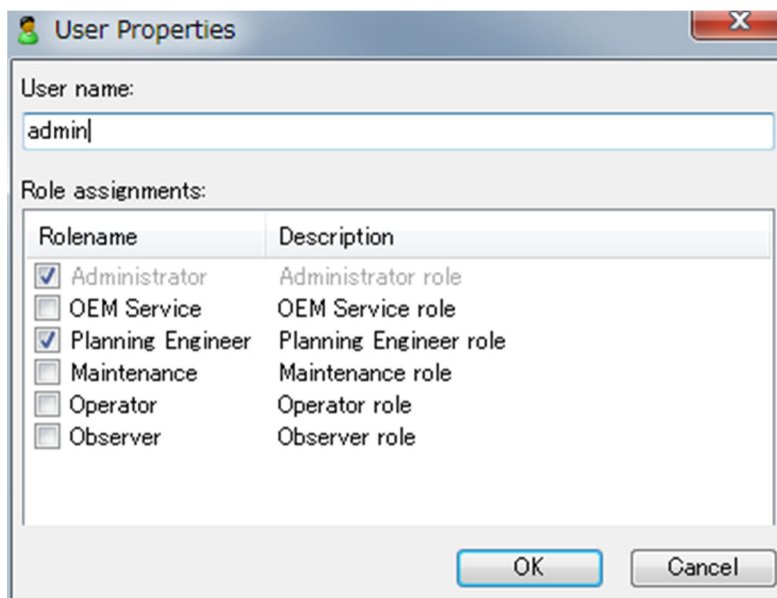 User Properties
User name:
admin
Role assignments:
Rolename Description
Administrator Administrator role
OEM Service OEM Service role
Planning Engineer Planning Engineer role
Maintenance Maintenance role
Operator Operator role
Observer Observer role
OK Cancel